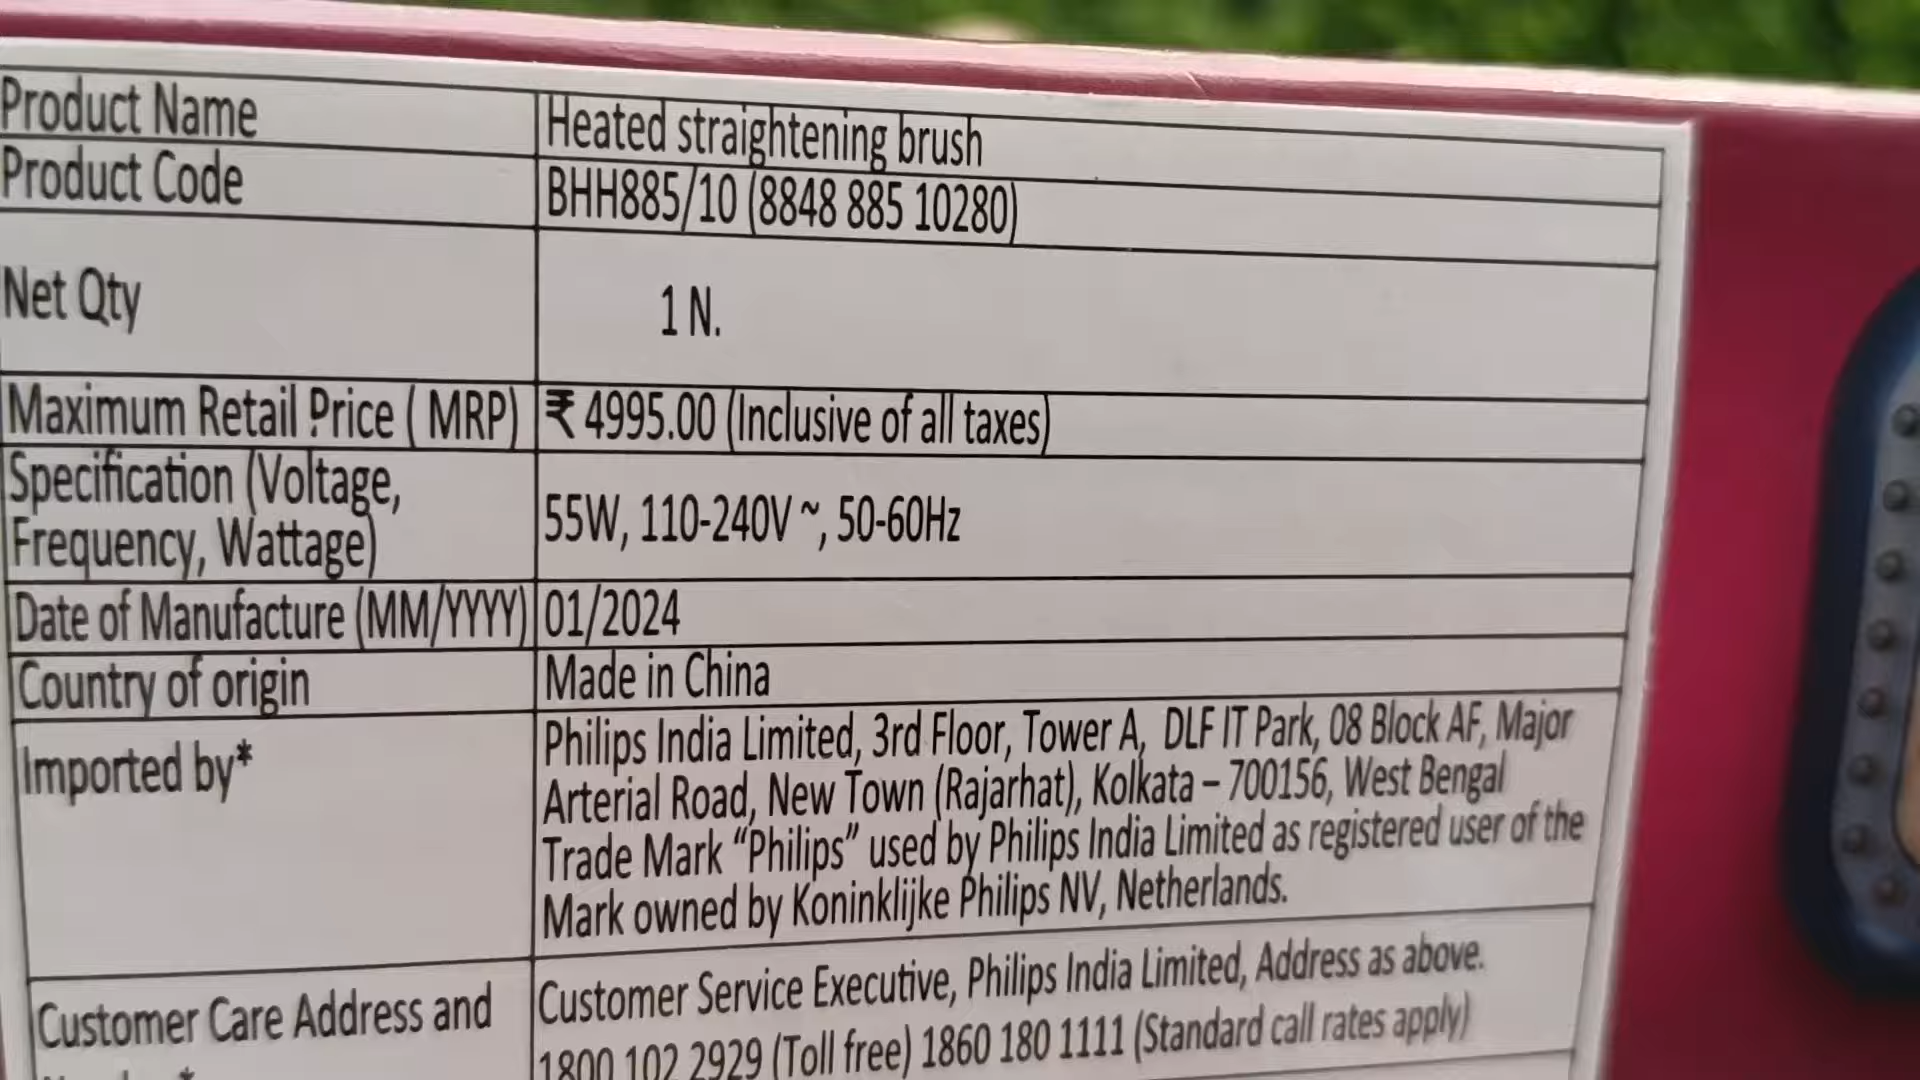 Product Name
Heated straightening brush
Product Code
BHH885/10 (8848 885 10280)
Net Qty
1 N.
Maximum Retail Price ( MRP)
₹ 4995.00 (Inclusive of all taxes)
Specification (Voltage,
Frequency, Wattage)
55W, 110-240V ~, 50-60Hz
Date of Manufacture (MM/YYYY)
01/2024
Country of origin
Made in China
Imported by*
Philips India Limited, 3rd Floor, Tower A, DLF IT Park, 08 Block AF, Major
Arterial Road, New Town (Rajarhat), Kolkata – 700156, West Bengal
Trade Mark “Philips” used by Philips India Limited as registered user of the
Mark owned by Koninklijke Philips NV, Netherlands.
Customer Care Address and
Customer Service Executive, Philips India Limited, Address as above.
1800 102 2929 (Toll free) 1860 180 1111 (Standard call rates apply)